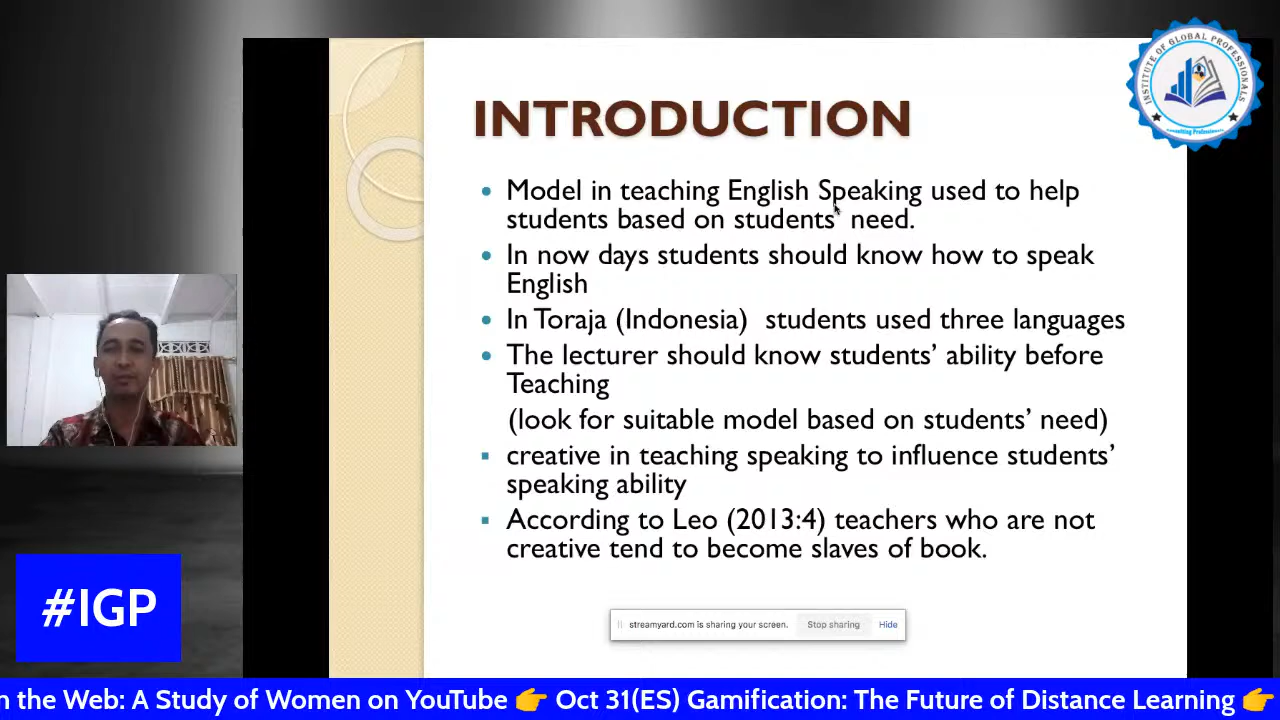 INSTITUTE OF GLOBAL PROFESSIONALS
Consulting Professionals
INTRODUCTION
• Model in teaching English Speaking used to help
students based on students’ need.
• In now days students should know how to speak
English
• In Toraja (Indonesia) students used three languages
• The lecturer should know students’ ability before
Teaching
(look for suitable model based on students’ need)
▪ creative in teaching speaking to influence students’
speaking ability
▪ According to Leo (2013:4) teachers who are not
creative tend to become slaves of book.
streamyard.com is sharing your screen. Stop sharing Hide
#IGP
n the Web: A Study of Women on YouTube 👉 Oct 31(ES) Gamification: The Future of Distance Learning 👉